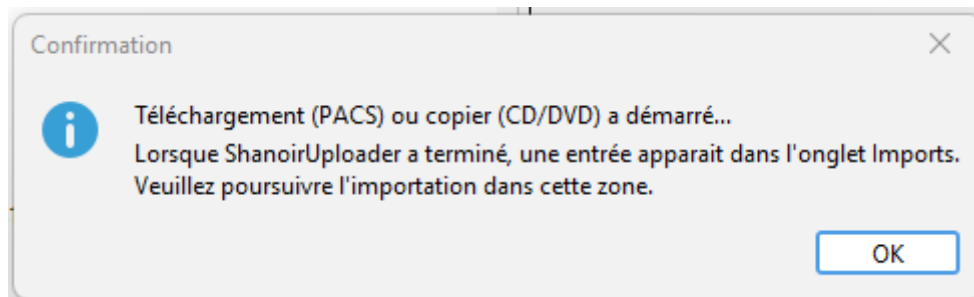 Confirmation
Téléchargement (PACS) ou copier (CD/DVD) a démarré...
Lorsque ShanoirUploader a terminé, une entrée apparait dans l'onglet Imports.
Veuillez poursuivre l'importation dans cette zone.
OK